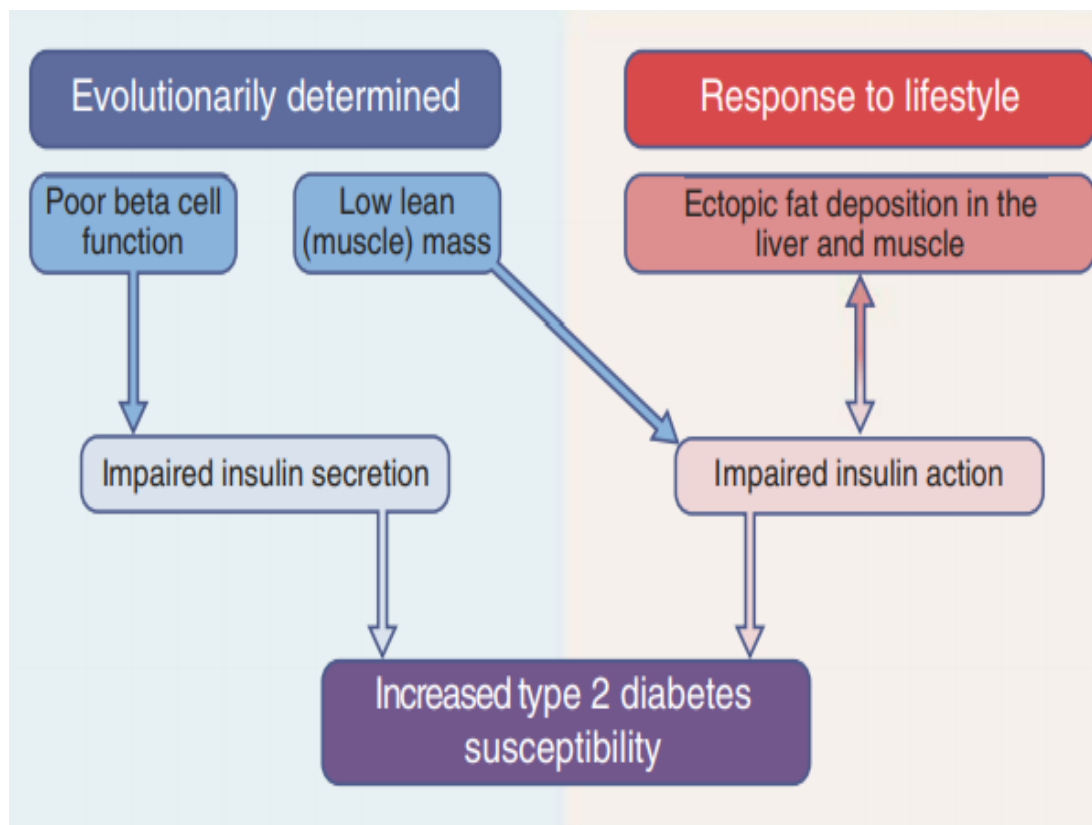 Evolutionarily determined
Response to lifestyle
Poor beta cell
function
Low lean
(muscle) mass
Ectopic fat deposition in the
liver and muscle
Impaired insulin secretion
Impaired insulin action
Increased type 2 diabetes
susceptibility